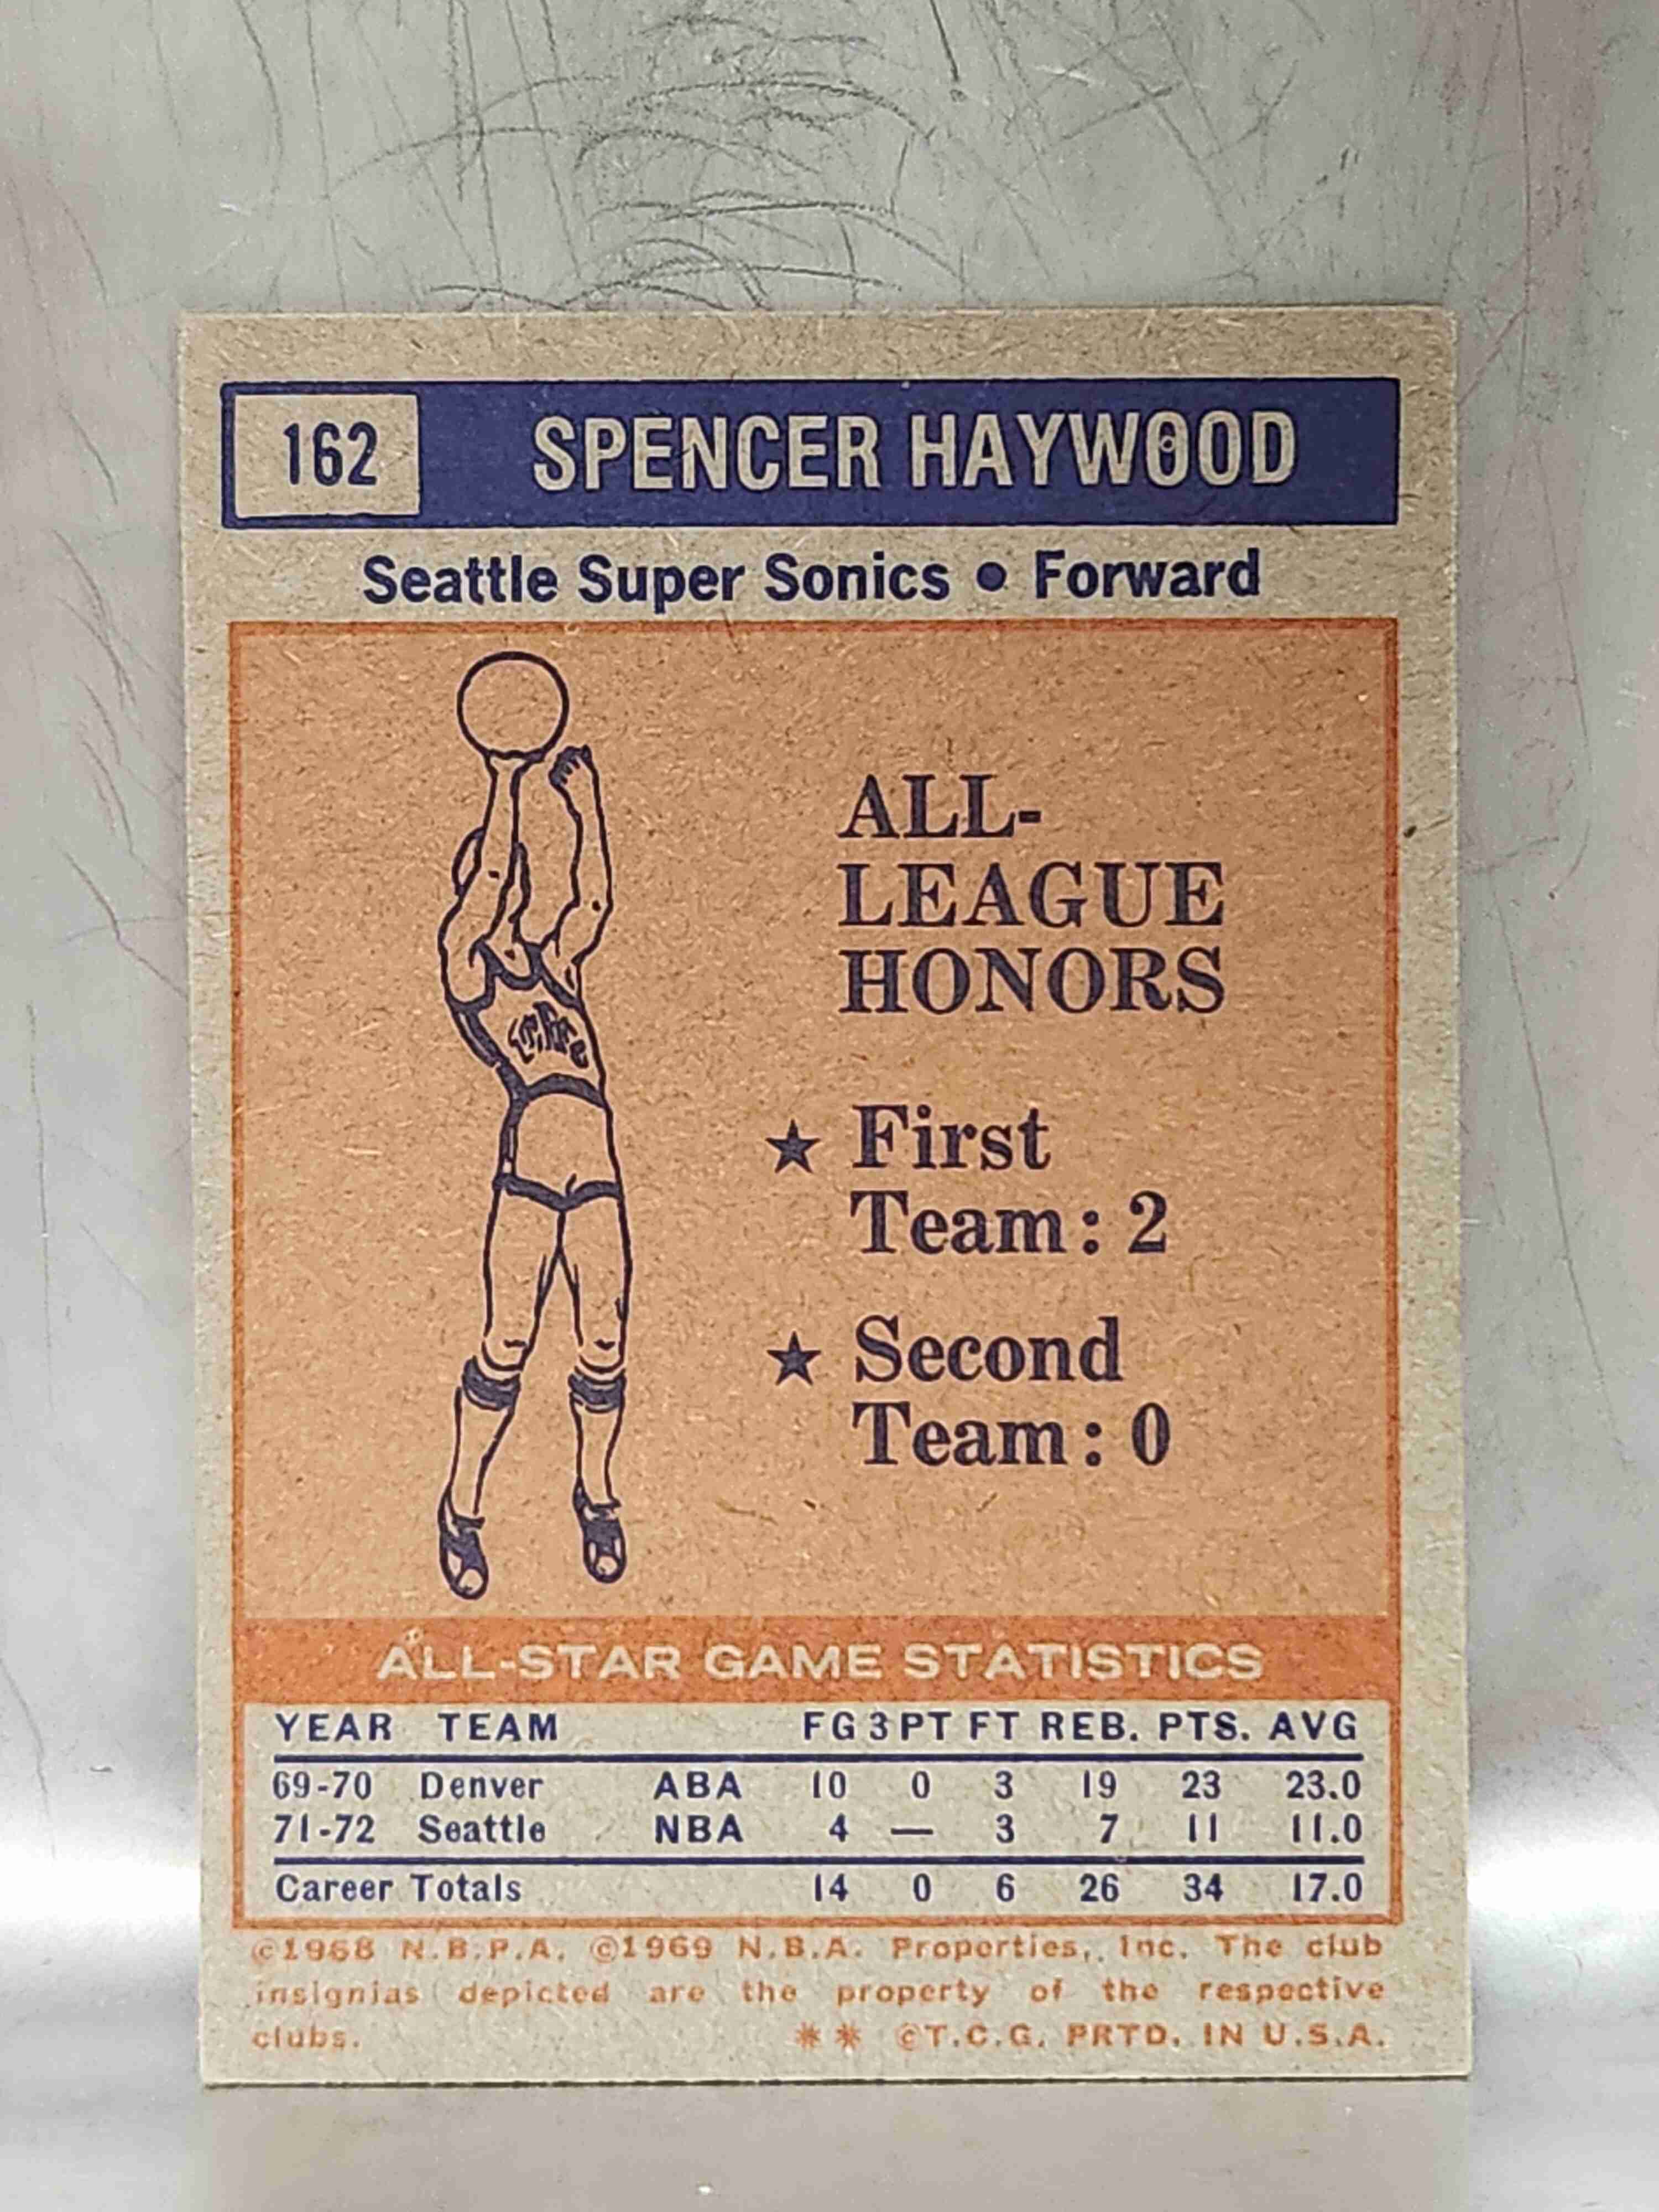 162 SPENCER HAYWOOD
Seattle Super Sonics • Forward
ALL-
LEAGUE
HONORS
★ First
Team: 2
★ Second
Team: 0
ALL-STAR GAME STATISTICS
YEAR TEAM FG 3PT FT REB. PTS. AVG
69-70 Denver ABA 10 0 3 19 23 23.0
71-72 Seattle NBA 4 — 3 7 11 11.0
Career Totals 14 0 6 26 34 17.0
©1968 N.B.P.A. ©1969 N.B.A. Properties, Inc. The club
insignias depicted are the property of the respective
clubs. ** ©T.C.G. PRTD. IN U.S.A.